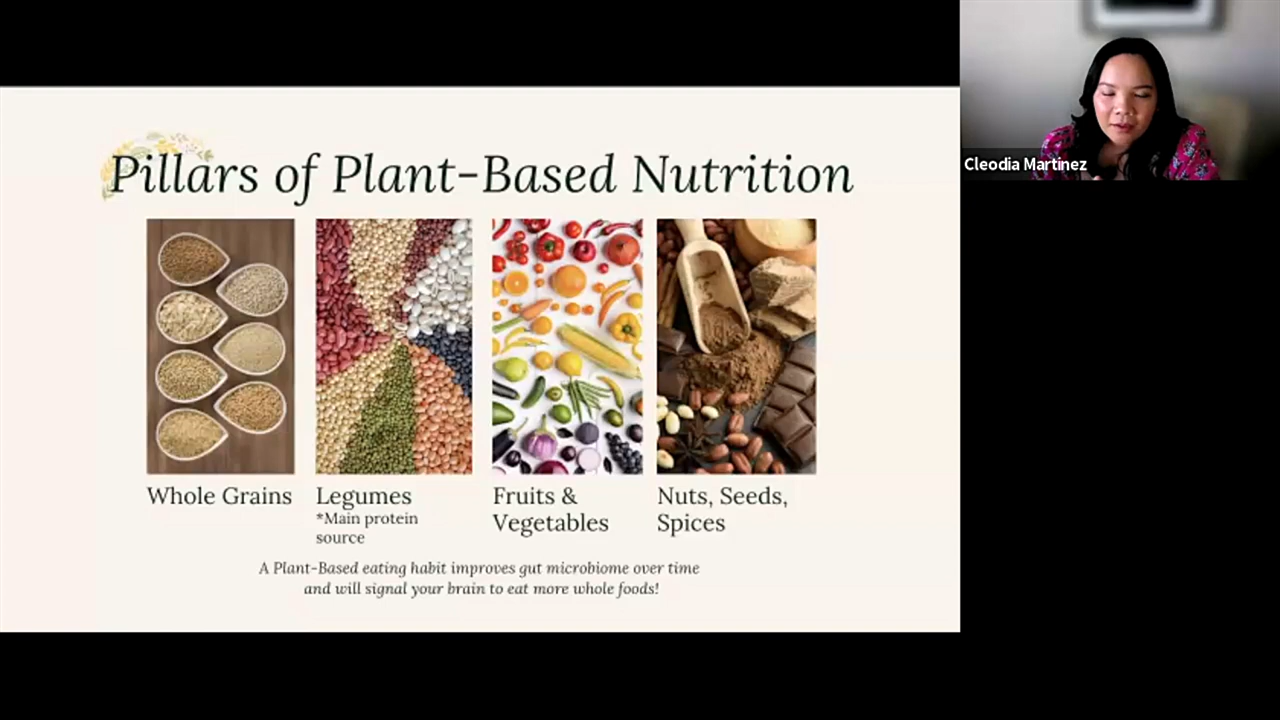 Pillars of Plant-Based Nutrition
Whole Grains
Legumes
*Main protein
source
Fruits &
Vegetables
Nuts, Seeds,
Spices
A Plant-Based eating habit improves gut microbiome over time
and will signal your brain to eat more whole foods!
Cleodia Martinez